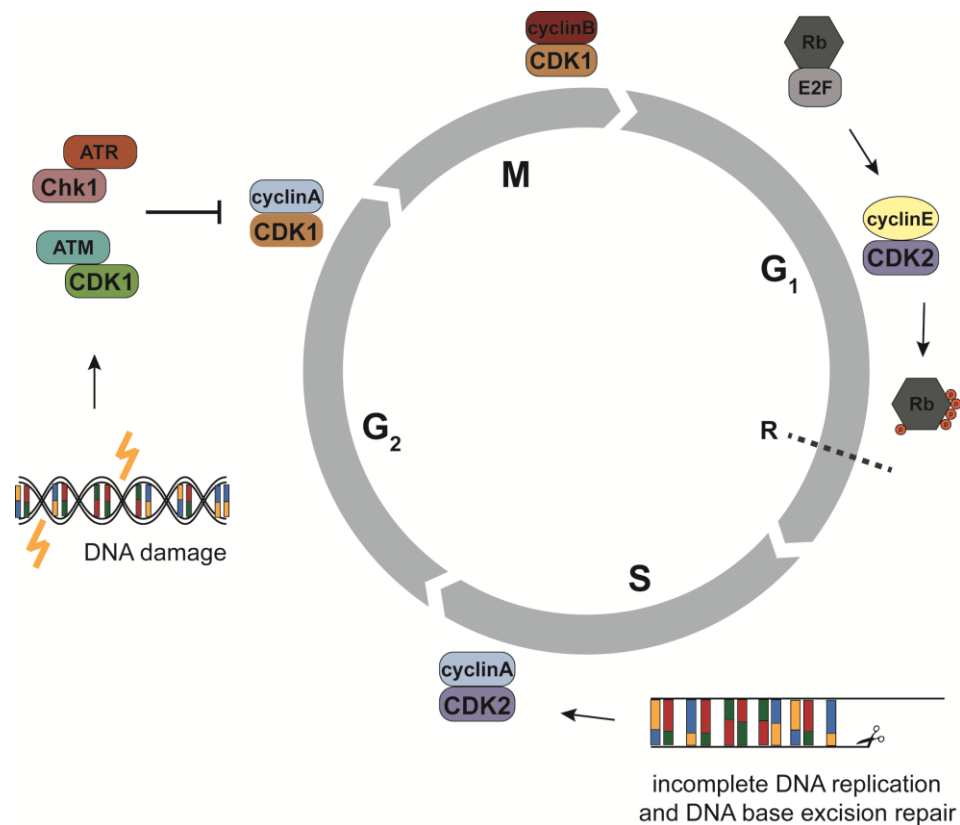 cyclinB
CDK1
Rb
E2F
ATR
Chk1
ATM
CDK1
cyclinA
CDK1
M
cyclinE
CDK2
G1
Rb
P
P
P
P
P
R
G2
DNA damage
S
cyclinA
CDK2
incomplete DNA replication
and DNA base excision repair